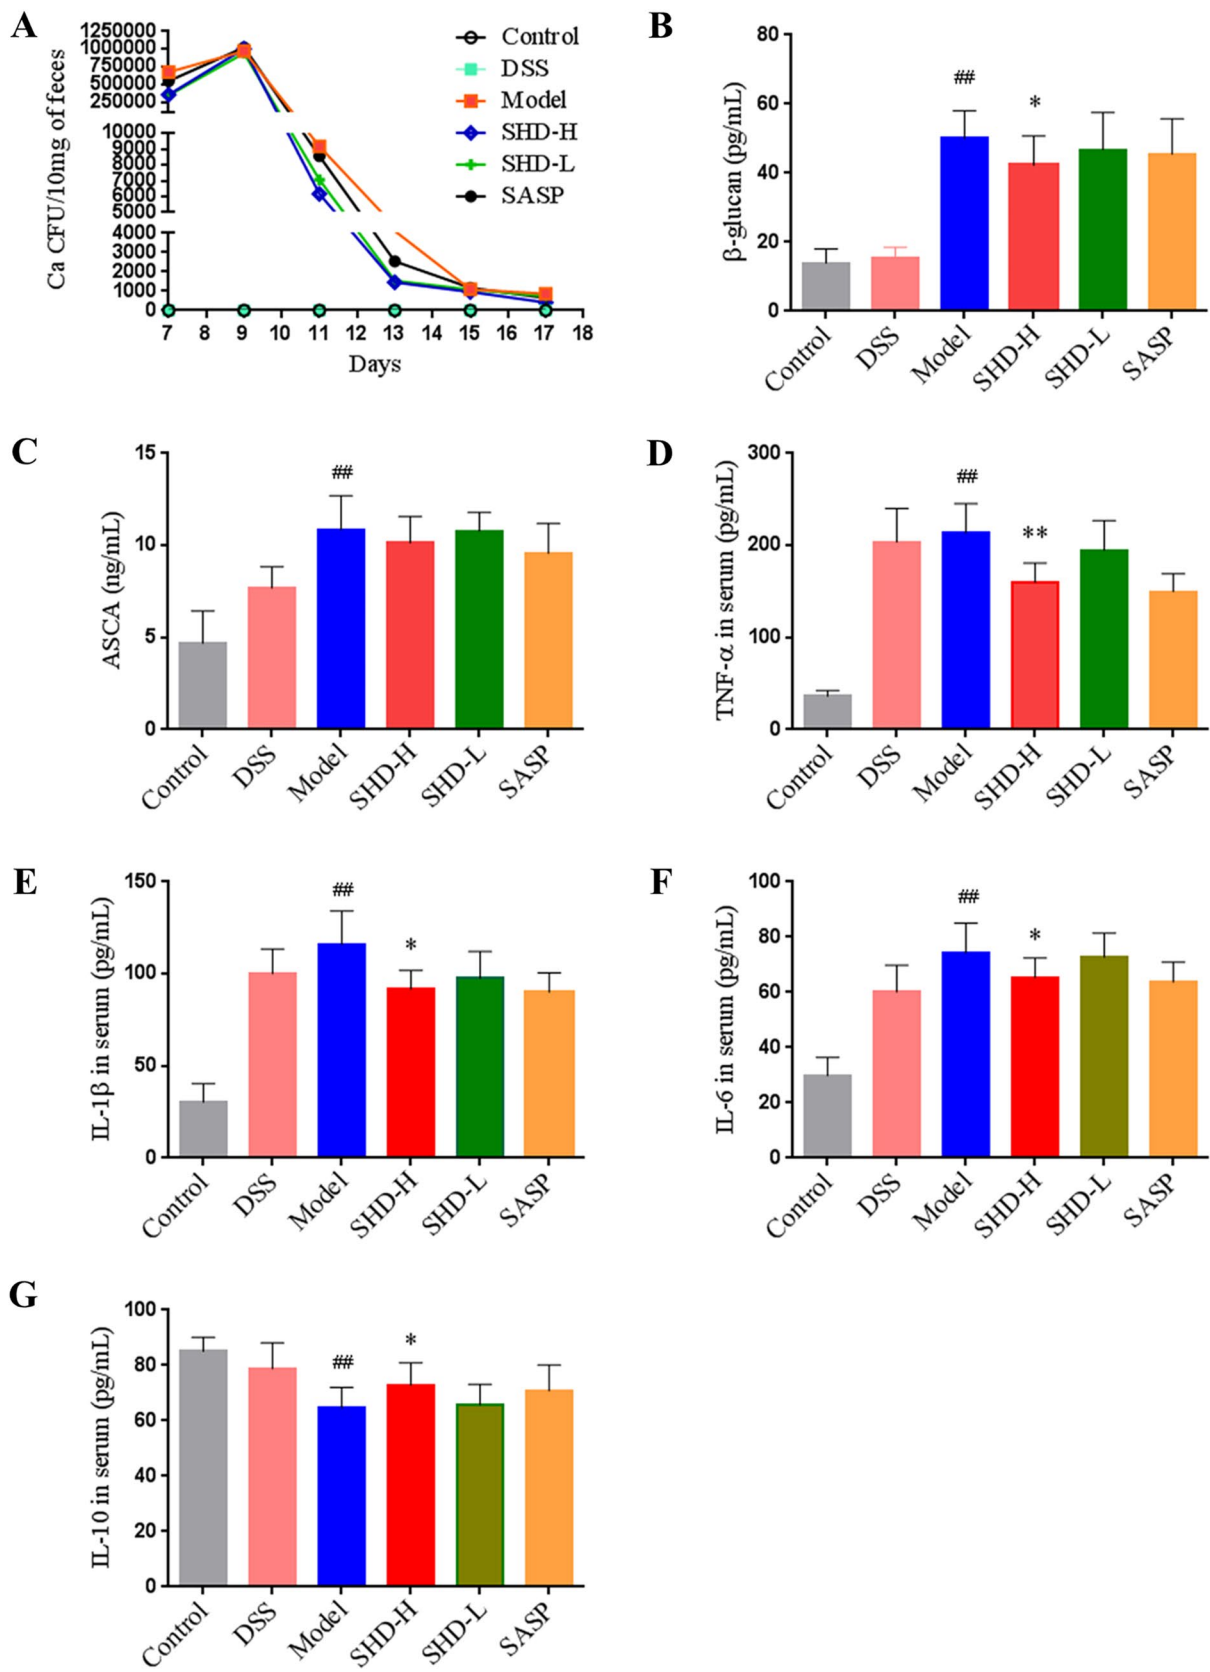 A
Ca CFU/10mg of feces
1250000
1000000
750000
500000
250000
10000
9000
8000
7000
6000
5000
4000
3000
2000
1000
0
7 8 9 10 11 12 13 14 15 16 17 18
Days
Control
DSS
Model
SHD-H
SHD-L
SASP
B
β-glucan (pg/mL)
80
60
40
20
0
##
*
Control DSS Model SHD-H SHD-L SASP
C
ASCA (ng/mL)
15
10
5
0
##
Control DSS Model SHD-H SHD-L SASP
D
TNF-α in serum (pg/mL)
300
200
100
0
##
**
Control DSS Model SHD-H SHD-L SASP
E
IL-1β in serum (pg/mL)
150
100
50
0
##
*
Control DSS Model SHD-H SHD-L SASP
F
IL-6 in serum (pg/mL)
100
80
60
40
20
0
##
*
Control DSS Model SHD-H SHD-L SASP
G
IL-10 in serum (pg/mL)
100
80
60
40
20
0
##
*
Control DSS Model SHD-H SHD-L SASP